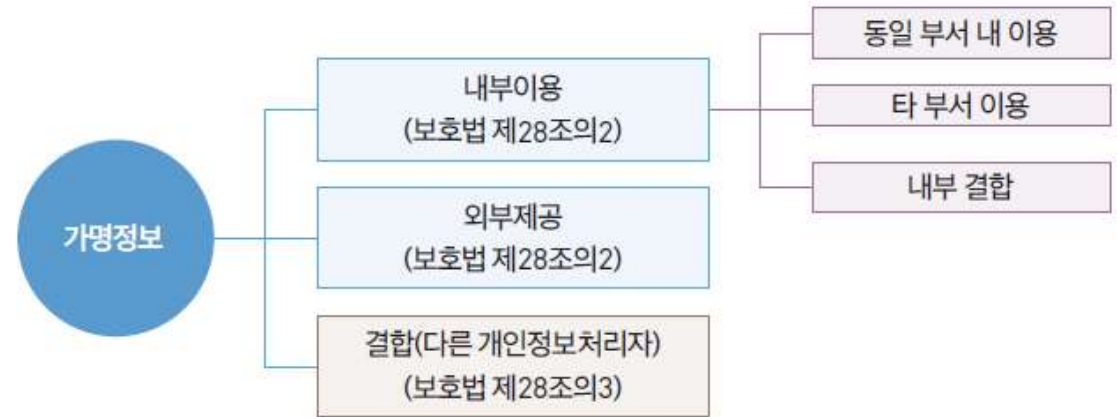 가명정보
내부이용
(보호법 제28조의2)
동일 부서 내 이용
타 부서 이용
내부 결합
외부제공
(보호법 제28조의2)
결합(다른 개인정보처리자)
(보호법 제28조의3)